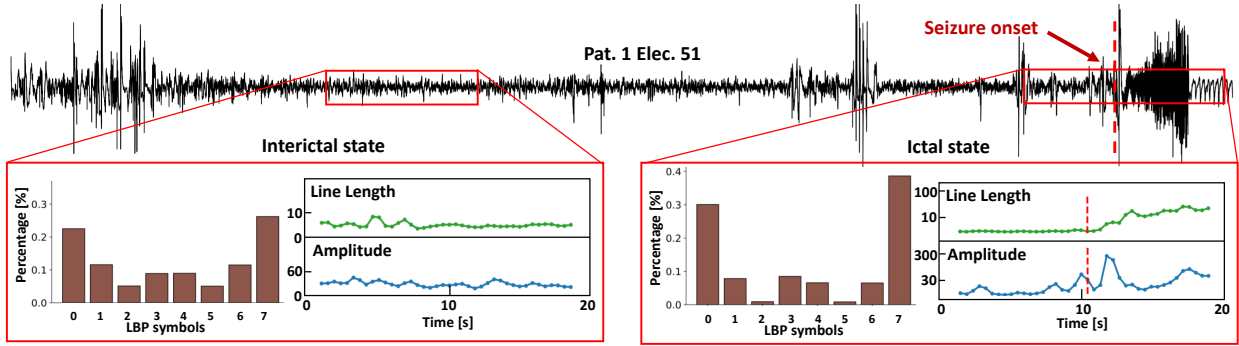 Seizure onset
Pat. 1 Elec. 51
Interictal state
Percentage [%]
0.3
0.2
0.1
0.0
0 1 2 3 4 5 6 7
LBP symbols
Line Length
10
0
Amplitude
60
0
0 10 20
Time [s]
Ictal state
Percentage [%]
0.4
0.3
0.2
0.1
0.0
0 1 2 3 4 5 6 7
LBP symbols
Line Length
100
10
Amplitude
300
30
0 10 20
Time [s]